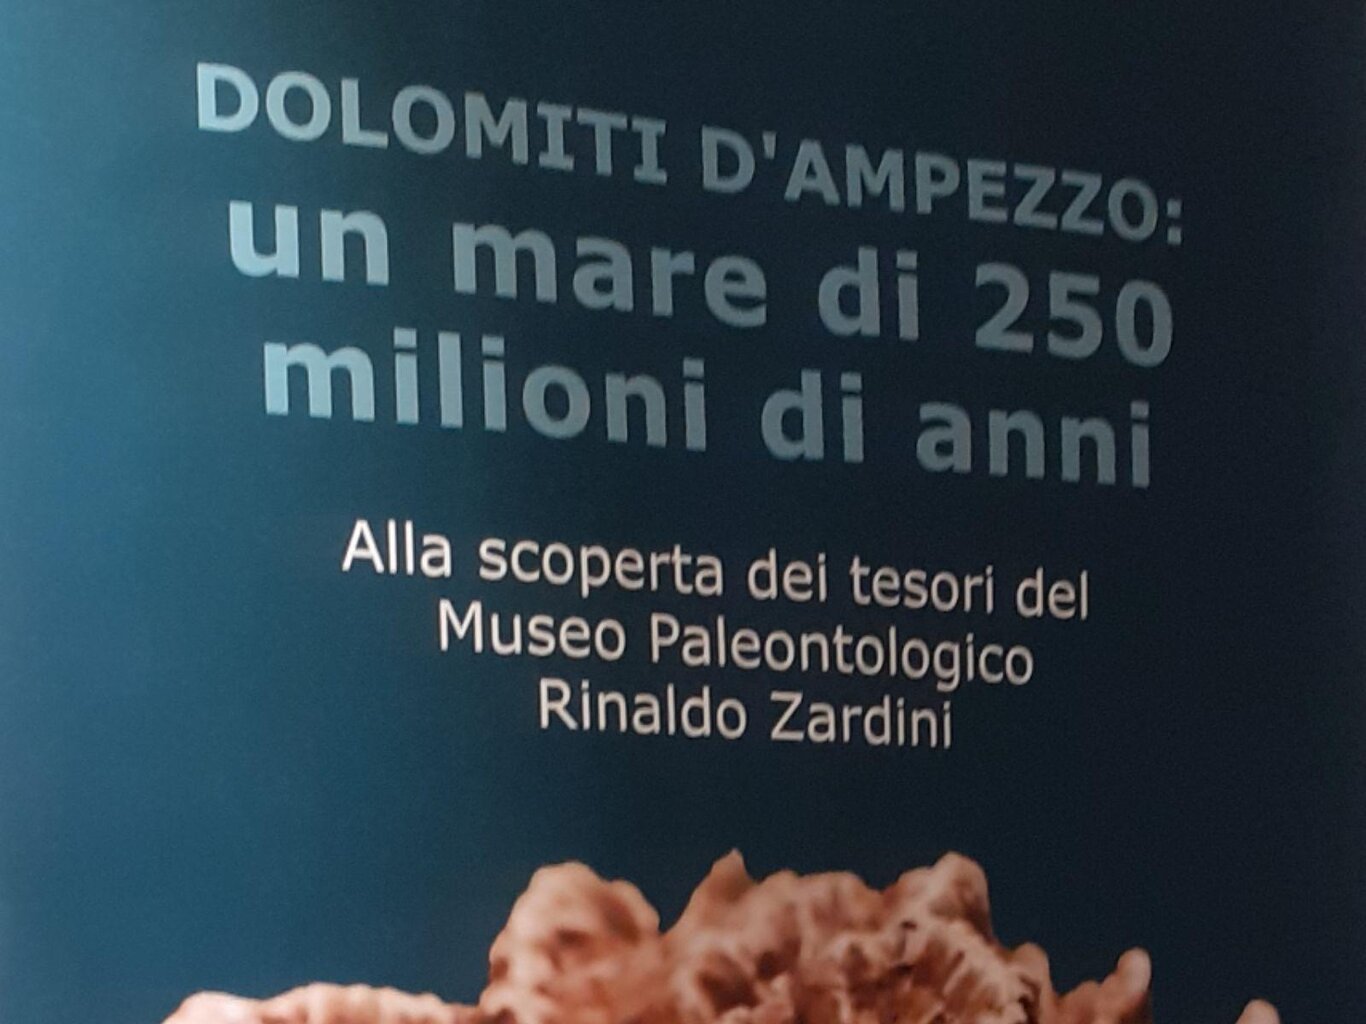 DOLOMITI D'AMPEZZO:
un mare di 250
milioni di anni
Alla scoperta dei tesori del
Museo Paleontologico
Rinaldo Zardini